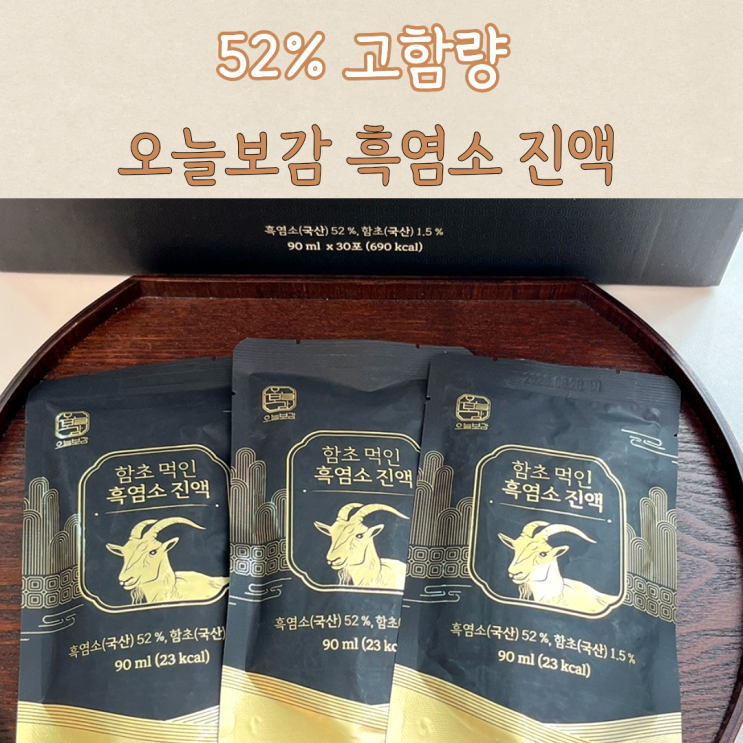 52% 고함량
오늘보감 흑염소 진액
흑염소(국산) 52 %, 함초(국산) 1.5 %
90 ml x 30포 (690 kcal)
오늘보감
함초 먹인
흑염소 진액
흑염소(국산) 52 %, 함초(국산)
90 ml (23 kcal)
오늘보감
함초 먹인
흑염소 진액
흑염소(국산) 52 %, 함초(
90 ml (23 kcal)
오늘보감
함초 먹인
흑염소 진액
흑염소(국산) 52 %, 함초(국산) 1.5 %
90 ml (23 kcal)